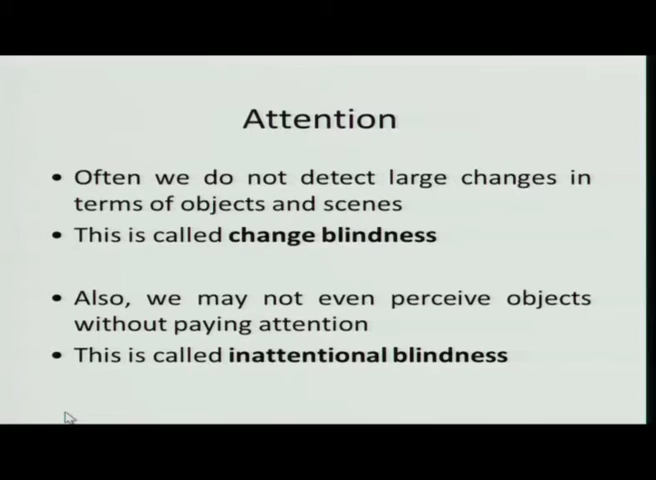 Attention
• Often we do not detect large changes in
terms of objects and scenes
• This is called change blindness
• Also, we may not even perceive objects
without paying attention
• This is called inattentional blindness